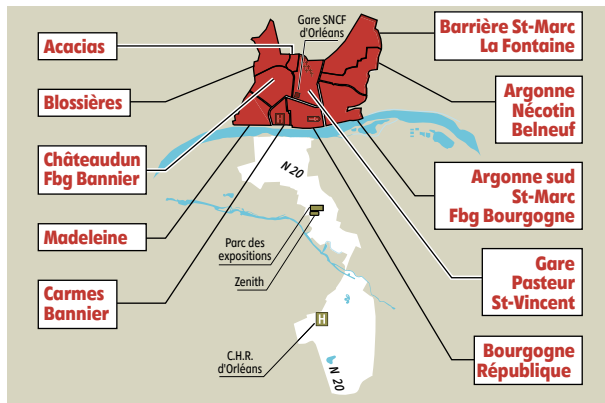 Gare SNCF
d'Orléans
Acacias
Blossières
Châteaudun
Fbg Bannier
Madeleine
Carmes
Bannier
Barrière St-Marc
La Fontaine
Argonne
Nécotin
Belneuf
Argonne sud
St-Marc
Fbg Bourgogne
Gare
Pasteur
St-Vincent
Bourgogne
République
H
N 20
Parc des
expositions
Zenith
H
C.H.R.
d'Orléans
N 20